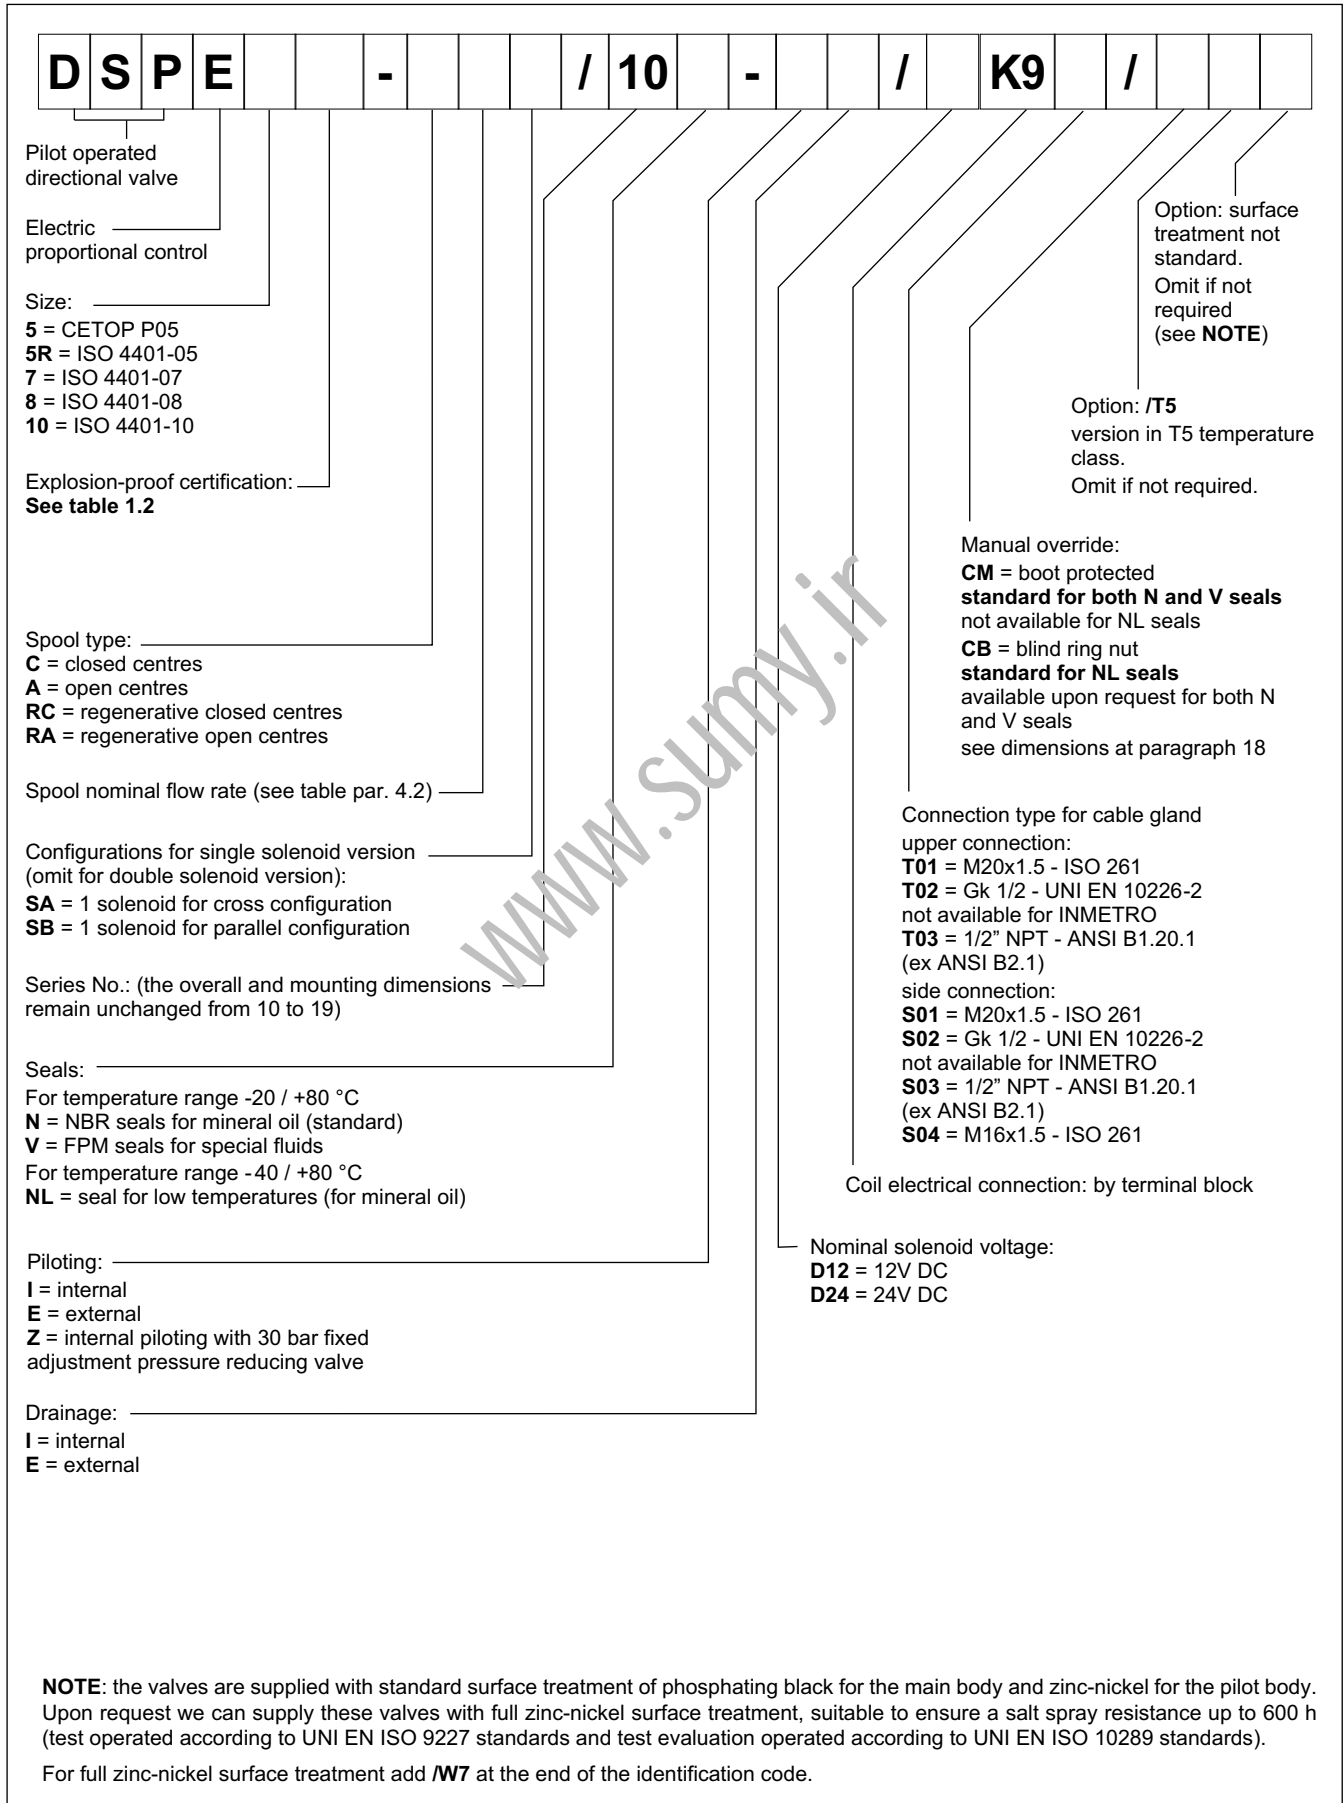 D S P E - / 10 - / K9 /
Pilot operated
directional valve
Electric
proportional control
Size:
5 = CETOP P05
5R = ISO 4401-05
7 = ISO 4401-07
8 = ISO 4401-08
10 = ISO 4401-10
Explosion-proof certification:
See table 1.2
Spool type:
C = closed centres
A = open centres
RC = regenerative closed centres
RA = regenerative open centres
Spool nominal flow rate (see table par. 4.2)
Configurations for single solenoid version
(omit for double solenoid version):
SA = 1 solenoid for cross configuration
SB = 1 solenoid for parallel configuration
Series No.: (the overall and mounting dimensions
remain unchanged from 10 to 19)
Seals:
For temperature range -20 / +80 °C
N = NBR seals for mineral oil (standard)
V = FPM seals for special fluids
For temperature range -40 / +80 °C
NL = seal for low temperatures (for mineral oil)
Piloting:
I = internal
E = external
Z = internal piloting with 30 bar fixed
adjustment pressure reducing valve
Drainage:
I = internal
E = external
Option: surface
treatment not
standard.
Omit if not
required
(see NOTE)
Option: /T5
version in T5 temperature
class.
Omit if not required.
Manual override:
CM = boot protected
standard for both N and V seals
not available for NL seals
CB = blind ring nut
standard for NL seals
available upon request for both N
and V seals
see dimensions at paragraph 18
Connection type for cable gland
upper connection:
T01 = M20x1.5 - ISO 261
T02 = Gk 1/2 - UNI EN 10226-2
not available for INMETRO
T03 = 1/2” NPT - ANSI B1.20.1
(ex ANSI B2.1)
side connection:
S01 = M20x1.5 - ISO 261
S02 = Gk 1/2 - UNI EN 10226-2
not available for INMETRO
S03 = 1/2” NPT - ANSI B1.20.1
(ex ANSI B2.1)
S04 = M16x1.5 - ISO 261
Coil electrical connection: by terminal block
Nominal solenoid voltage:
D12 = 12V DC
D24 = 24V DC
www.sumy.ir
NOTE: the valves are supplied with standard surface treatment of phosphating black for the main body and zinc-nickel for the pilot body.
Upon request we can supply these valves with full zinc-nickel surface treatment, suitable to ensure a salt spray resistance up to 600 h
(test operated according to UNI EN ISO 9227 standards and test evaluation operated according to UNI EN ISO 10289 standards).
For full zinc-nickel surface treatment add /W7 at the end of the identification code.